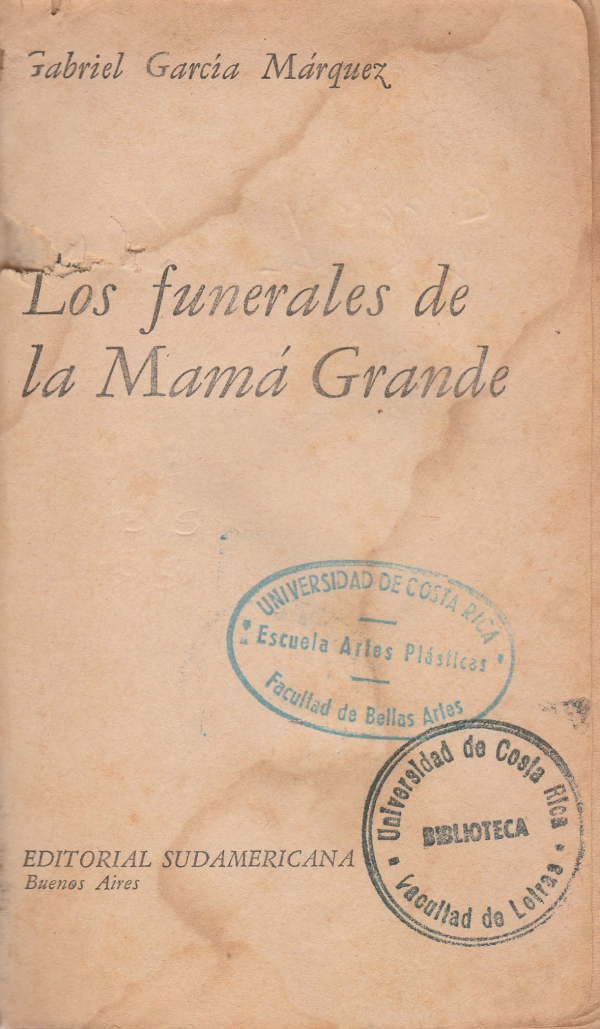 Gabriel García Márquez
Los funerales de
la Mamá Grande
UNIVERSIDAD DE COSTA RICA
Escuela Artes Plásticas
Facultad de Bellas Artes
Universidad de Costa Rica
BIBLIOTECA
Facultad de Letras
EDITORIAL SUDAMERICANA
Buenos Aires